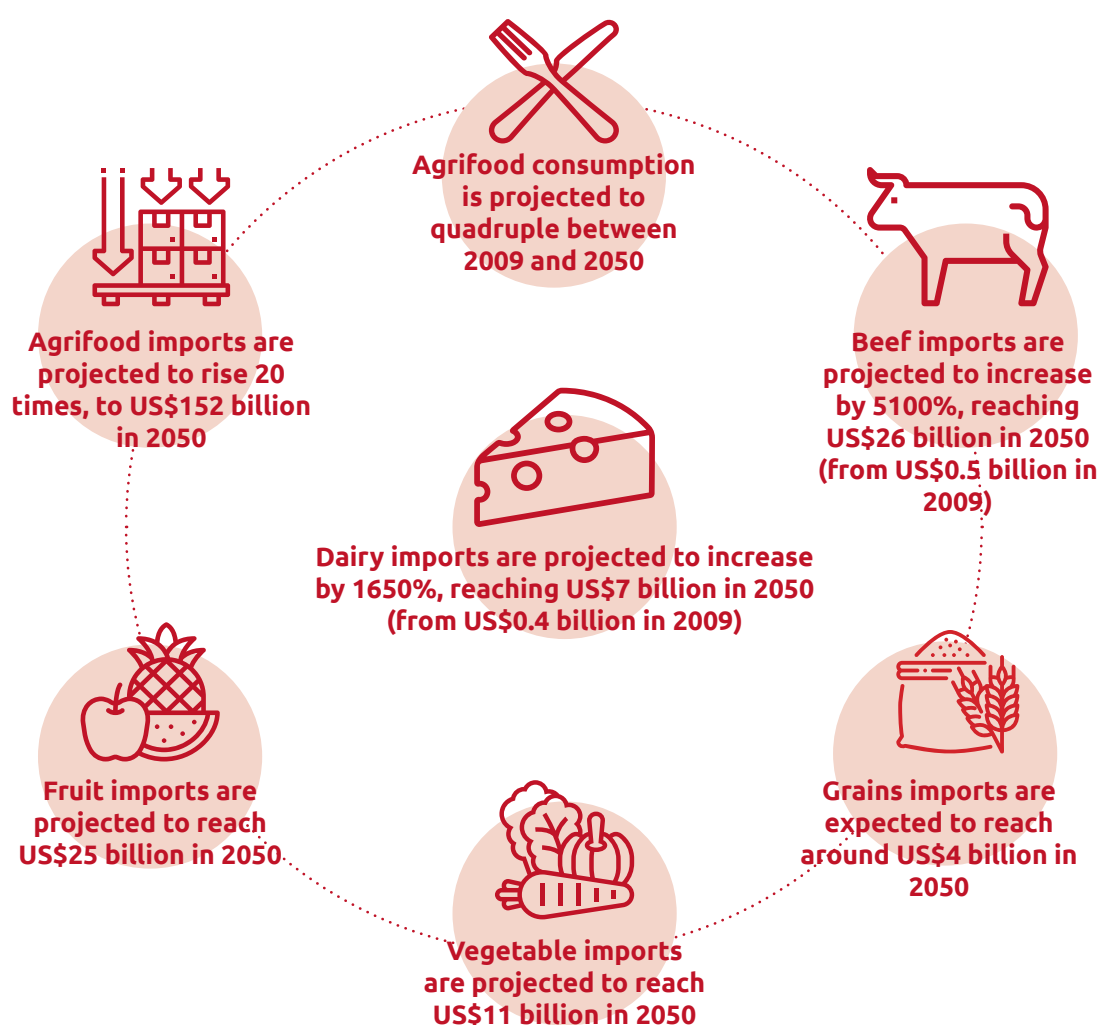 Agrifood consumption
is projected to
quadruple between
2009 and 2050
Agrifood imports are
projected to rise 20
times, to US$152 billion
in 2050
Beef imports are
projected to increase
by 5100%, reaching
US$26 billion in 2050
(from US$0.5 billion in
2009)
Dairy imports are projected to increase
by 1650%, reaching US$7 billion in 2050
(from US$0.4 billion in 2009)
Fruit imports are
projected to reach
US$25 billion in 2050
Grains imports are
expected to reach
around US$4 billion in
2050
Vegetable imports
are projected to reach
US$11 billion in 2050